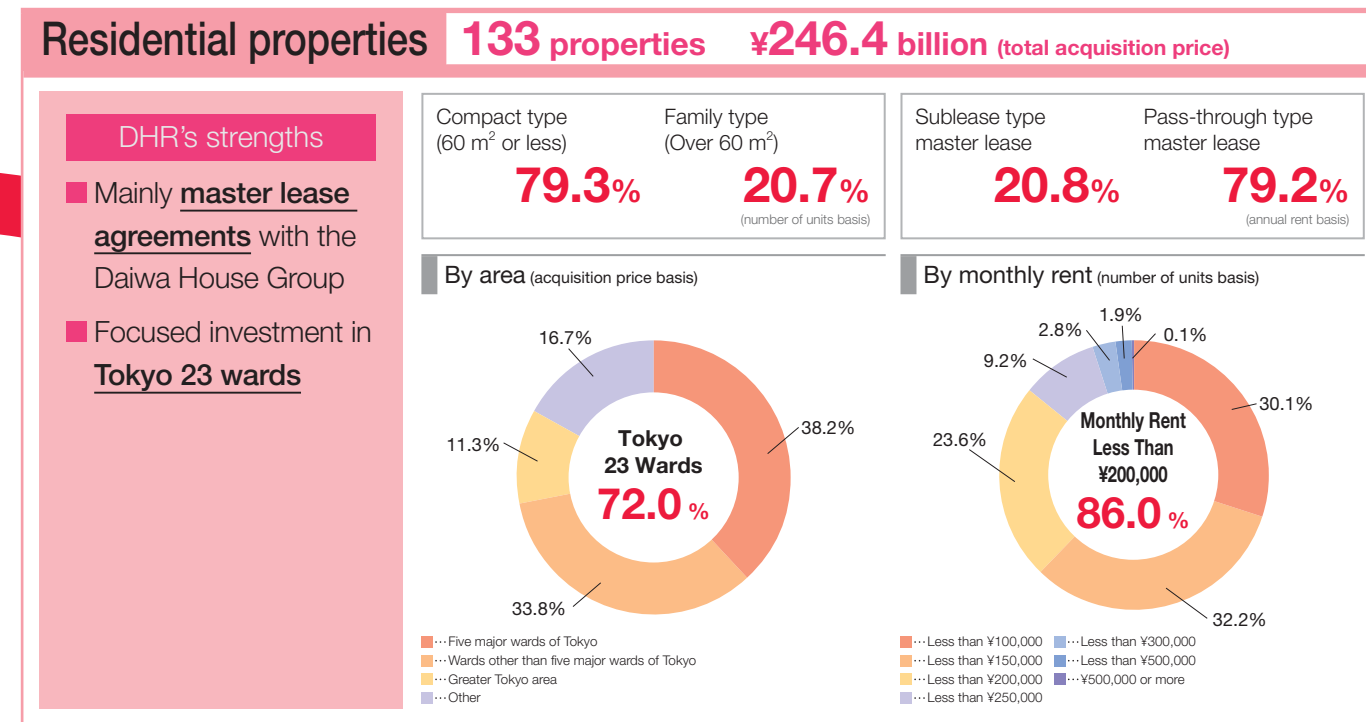 Residential properties 133 properties ¥246.4 billion (total acquisition price)
DHR's strengths
Mainly master lease
agreements with the
Daiwa House Group
Focused investment in
Tokyo 23 wards
Compact type
(60 m² or less)
79.3%
Family type
(Over 60 m²)
20.7%
(number of units basis)
Sublease type
master lease
20.8%
Pass-through type
master lease
79.2%
(annual rent basis)
By area (acquisition price basis)
16.7%
11.3%
38.2%
33.8%
Tokyo
23 Wards
72.0 %
…Five major wards of Tokyo
…Wards other than five major wards of Tokyo
…Greater Tokyo area
…Other
By monthly rent (number of units basis)
1.9%
2.8%
0.1%
9.2%
30.1%
23.6%
32.2%
Monthly Rent
Less Than
¥200,000
86.0 %
…Less than ¥100,000
…Less than ¥150,000
…Less than ¥200,000
…Less than ¥250,000
…Less than ¥300,000
…Less than ¥500,000
…¥500,000 or more